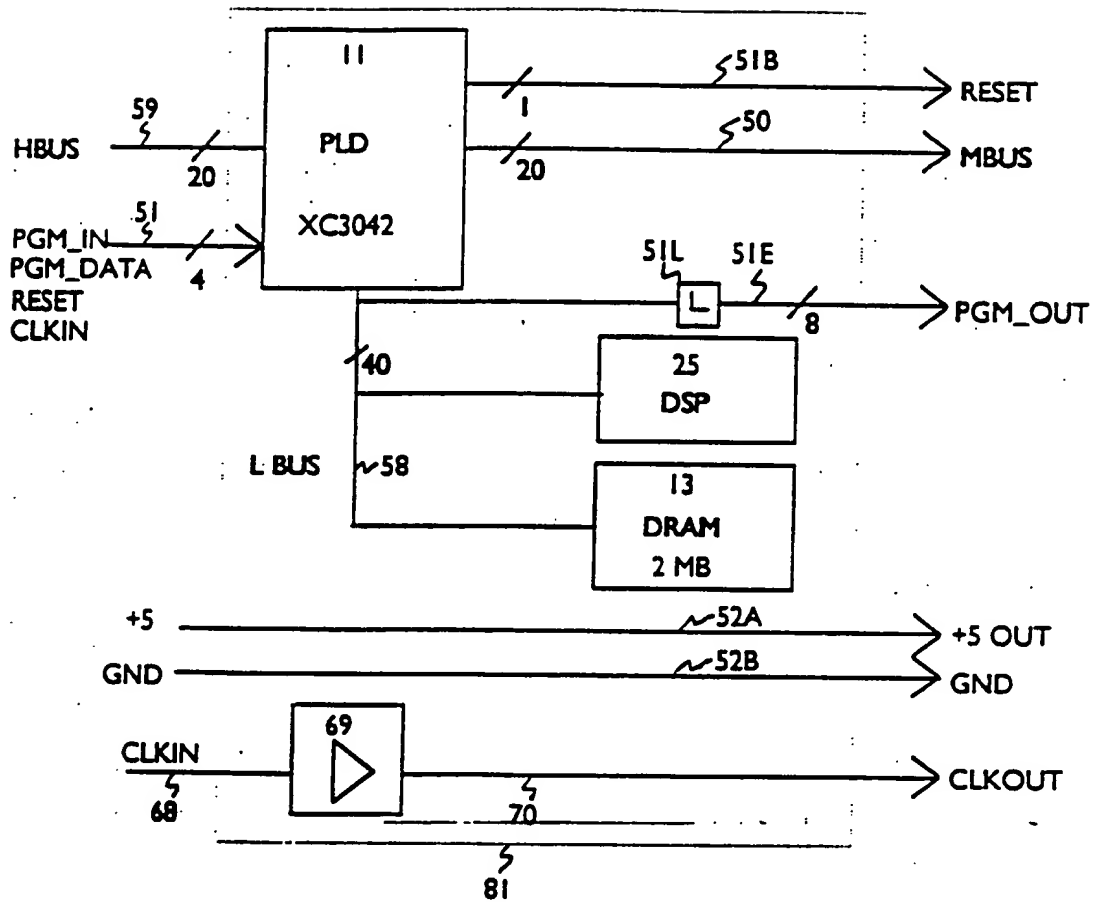 11
51B
RESET
1
59
50
HBUS
PLD
MBUS
20
20
51
XC3042
PGM_IN
PGM_DATA
4
RESET
CLKIN
51L
51E
L
PGM_OUT
8
40
25
DSP
L BUS
58
13
DRAM
2 MB
+5
52A
+5 OUT
GND
52B
GND
69
CLKIN
CLKOUT
68
70
81